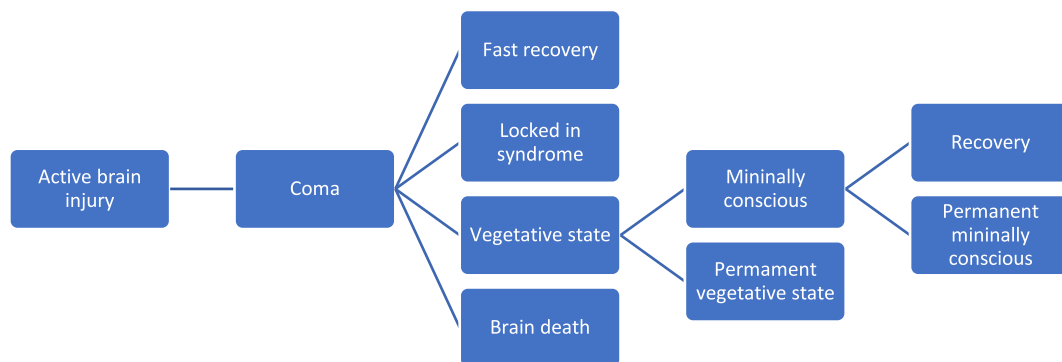 Active brain
injury
Coma
Fast recovery
Locked in
syndrome
Vegetative state
Brain death
Mininally
conscious
Permament
vegetative state
Recovery
Permanent
mininally
conscious